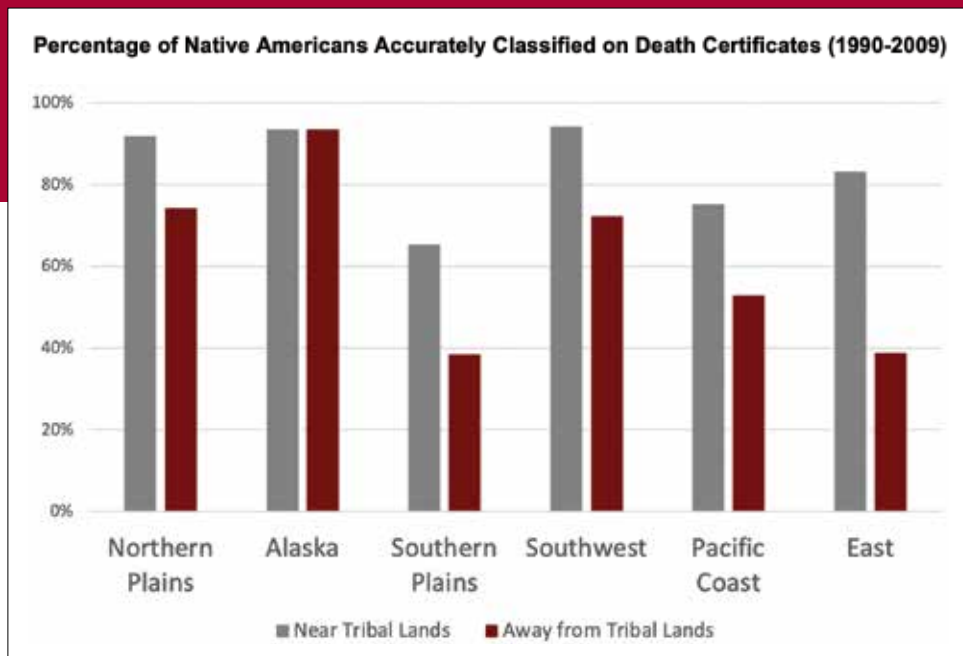 Percentage of Native Americans Accurately Classified on Death Certificates (1990-2009)
100%
80%
60%
40%
20%
0%
Northern Plains
Alaska
Southern Plains
Southwest
Pacific Coast
East
Near Tribal Lands
Away from Tribal Lands